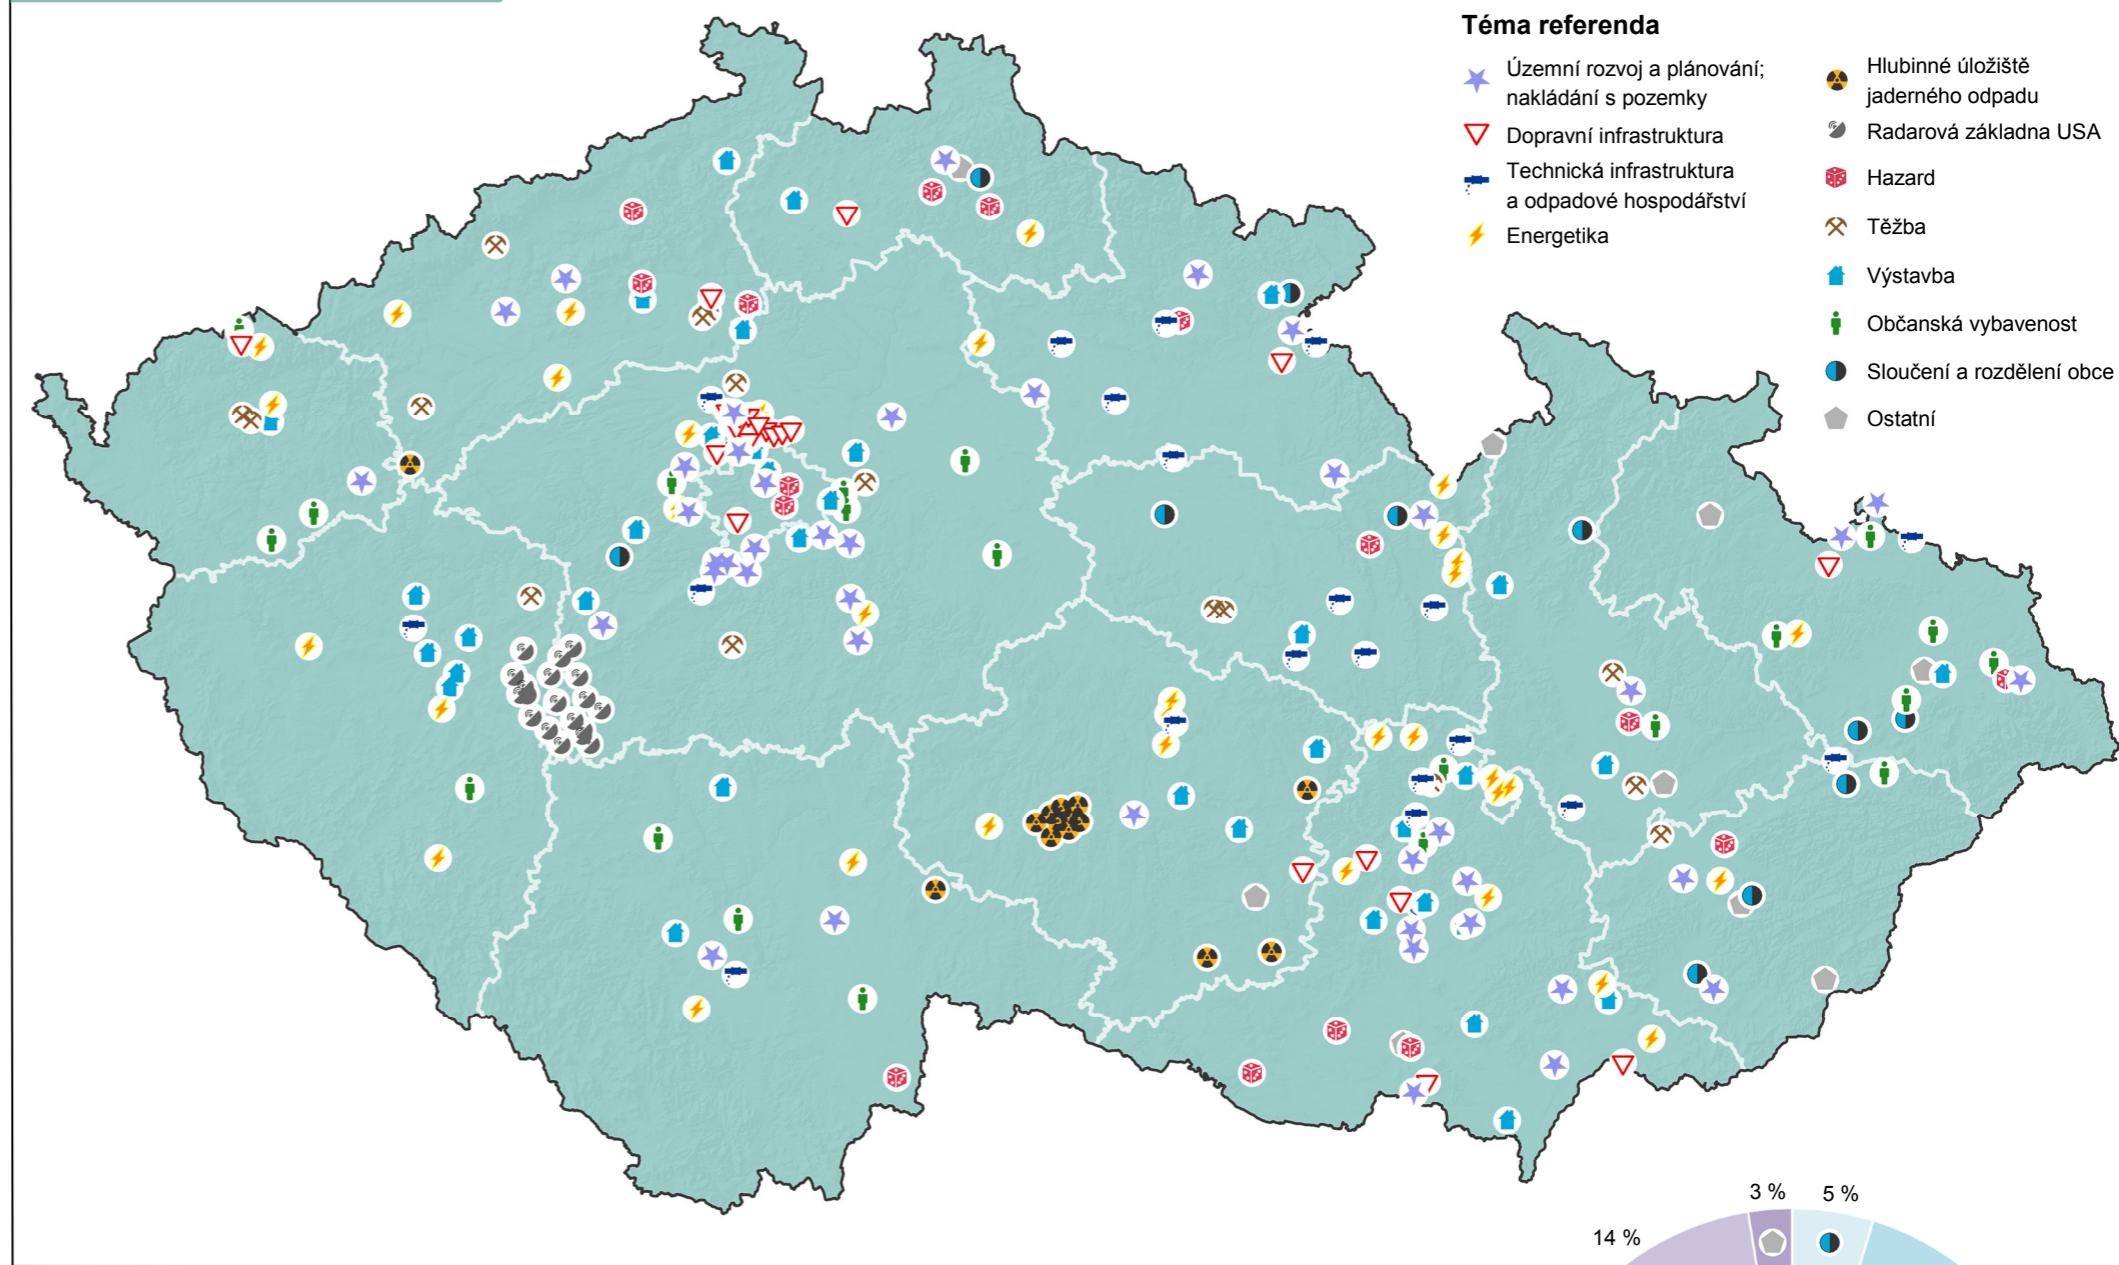 Téma referenda
Územní rozvoj a plánování;
nakládání s pozemky
Dopravní infrastruktura
Technická infrastruktura
a odpadové hospodářství
Energetika
Hlubinné úložiště
jaderného odpadu
Radarová základna USA
Hazard
Těžba
Výstavba
Občanská vybavenost
Sloučení a rozdělení obce
Ostatní
3 %
5 %
14 %